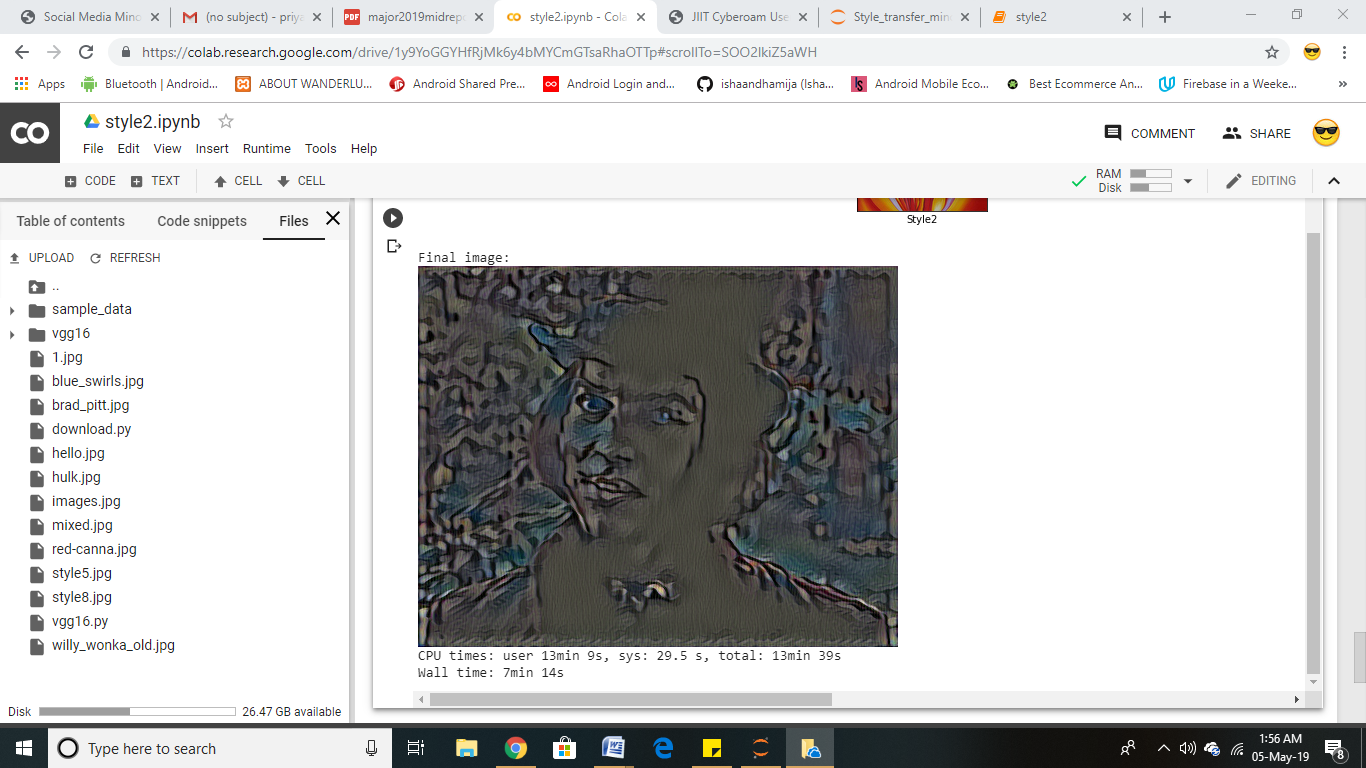 Social Media Mino
(no subject) - priya
major2019midrepo
style2.ipynb - Cola
JIIT Cyberoam Use
Style_transfer_min
style2
https://colab.research.google.com/drive/1y9YoGGYHfRjMk6y4bMYCmGTsaRhaOTTp#scrollTo=SOO2IkiZ5aWH
Apps
Bluetooth | Android...
ABOUT WANDERLU...
Android Shared Pre...
Android Login and...
ishaandhamija (Isha...
Android Mobile Eco...
Best Ecommerce An...
Firebase in a Weeke...
»
CO
style2.ipynb
COMMENT
SHARE
File Edit View Insert Runtime Tools Help
CODE TEXT CELL CELL
RAM
Disk
EDITING
Table of contents
Code snippets
Files
UPLOAD REFRESH
..
sample_data
vgg16
1.jpg
blue_swirls.jpg
brad_pitt.jpg
download.py
hello.jpg
hulk.jpg
images.jpg
mixed.jpg
red-canna.jpg
style5.jpg
style8.jpg
vgg16.py
willy_wonka_old.jpg
Disk
26.47 GB available
Style2
Final image:
CPU times: user 13min 9s, sys: 29.5 s, total: 13min 39s
Wall time: 7min 14s
Type here to search
1:56 AM
05-May-19
8